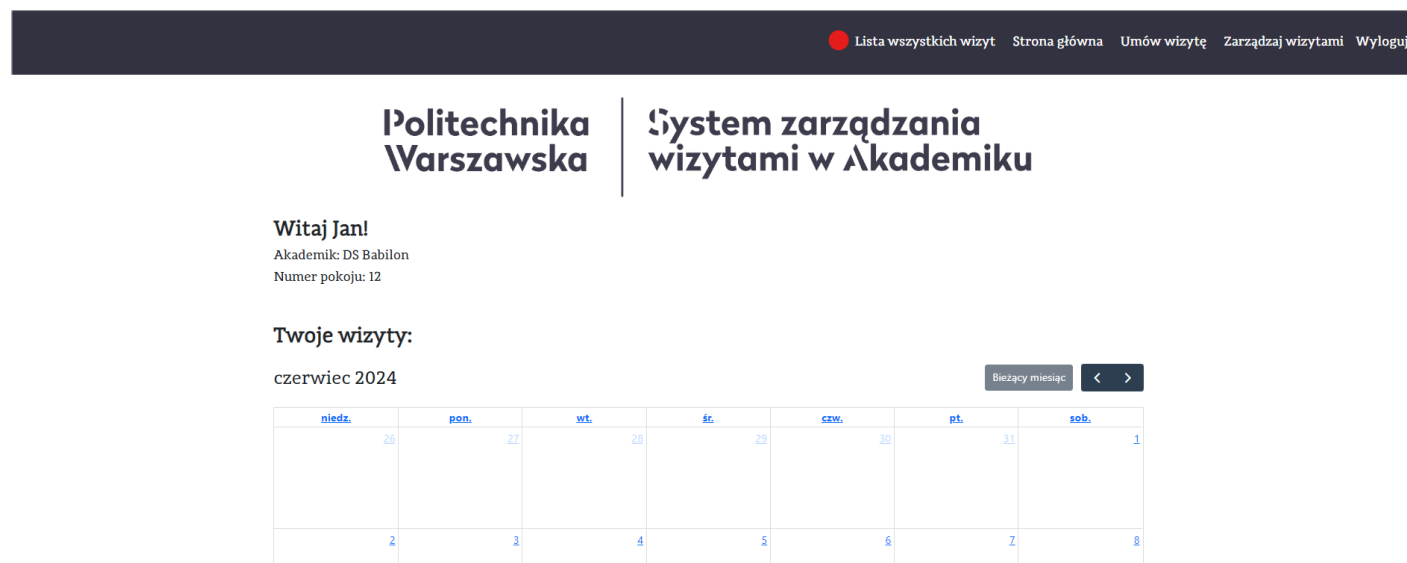 Lista wszystkich wizyt Strona główna Umów wizytę Zarządzaj wizytami Wyloguj
Politechnika Warszawska
System zarządzania wizytami w Akademiku
Witaj Jan!
Akademik: DS Babilon
Numer pokoju: 12
Twoje wizyty:
czerwiec 2024 Bieżący miesiąc
niedz. pon. wt. śr. czw. pt. sob.
26 27 28 29 30 31 1
2 3 4 5 6 7 8